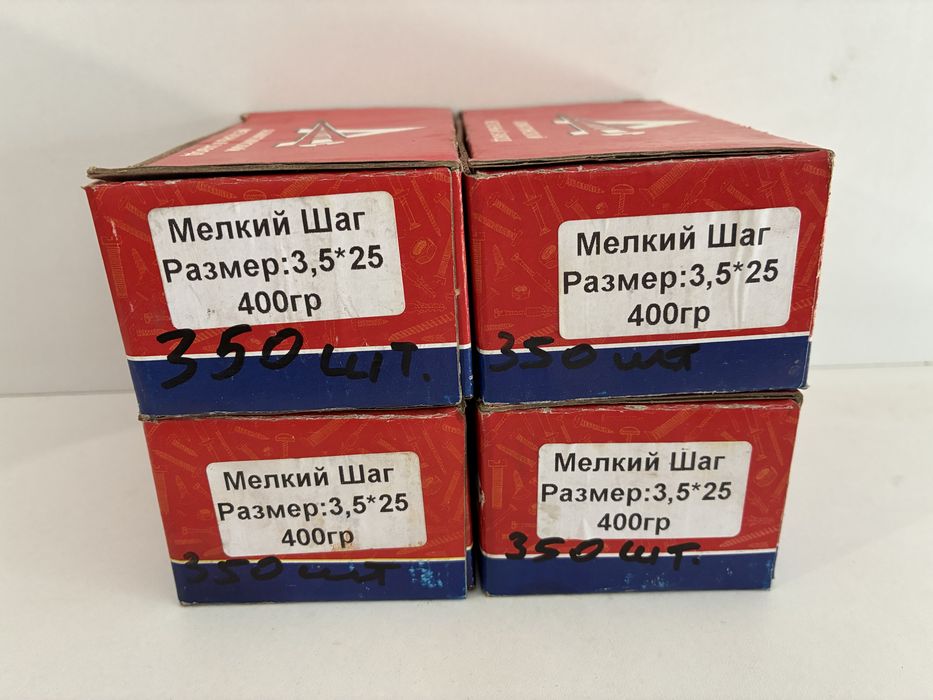 Мелкий Шаг
Размер:3,5*25
400гр
350 шт.
Мелкий Шаг
Размер:3,5*25
400гр
350 шт
Мелкий Шаг
Размер:3,5*25
400гр
350 шт
Мелкий Шаг
Размер:3,5*25
400гр
350 шт.